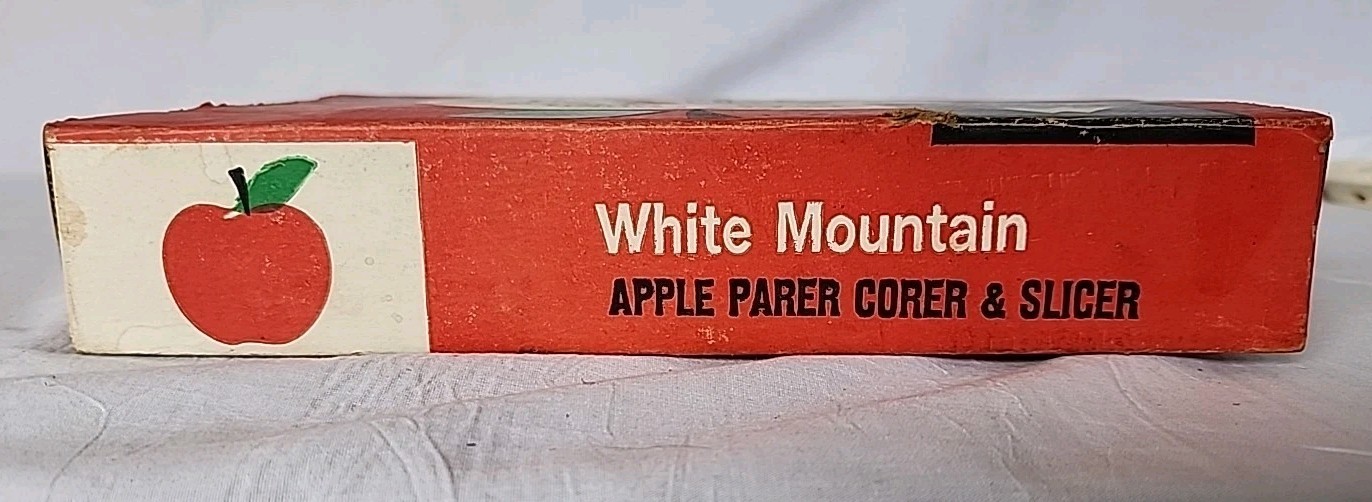 White Mountain
APPLE PARER CORER & SLICER